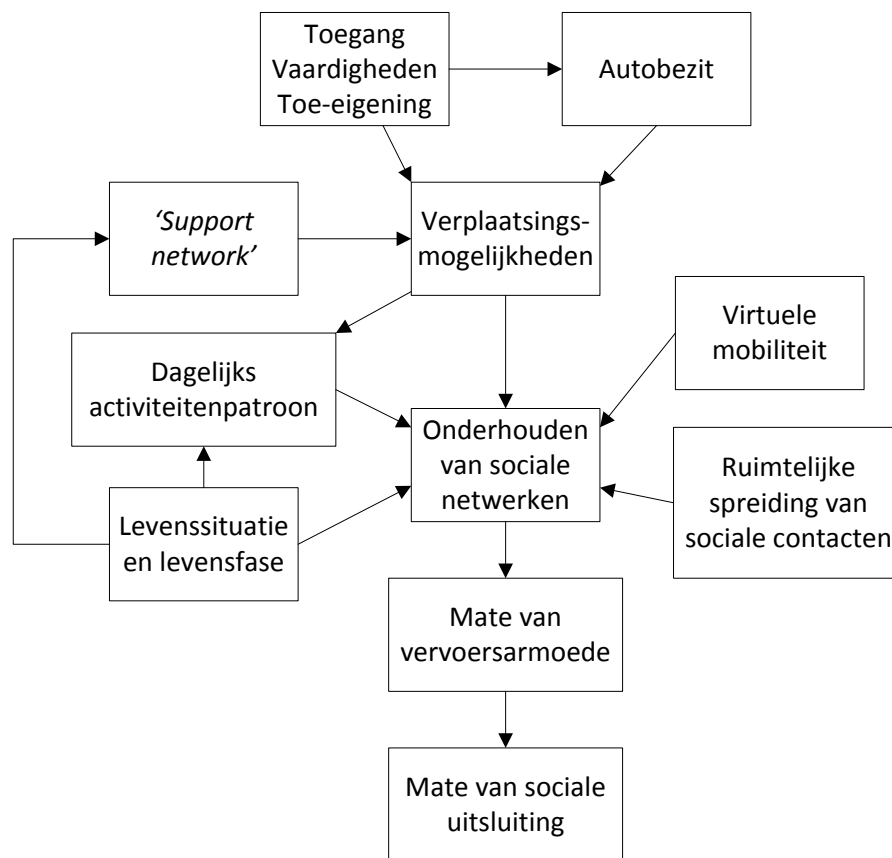 Toegang
Vaardigheden
Toe-eigening
Autobezit
‘Support
network’
Verplaatsings-
mogelijkheden
Virtuele
mobiliteit
Dagelijks
activiteitenpatroon
Onderhouden
van sociale
netwerken
Ruimtelijke
spreiding van
sociale contacten
Levenssituatie
en levensfase
Mate van
vervoersarmoede
Mate van sociale
uitsluiting